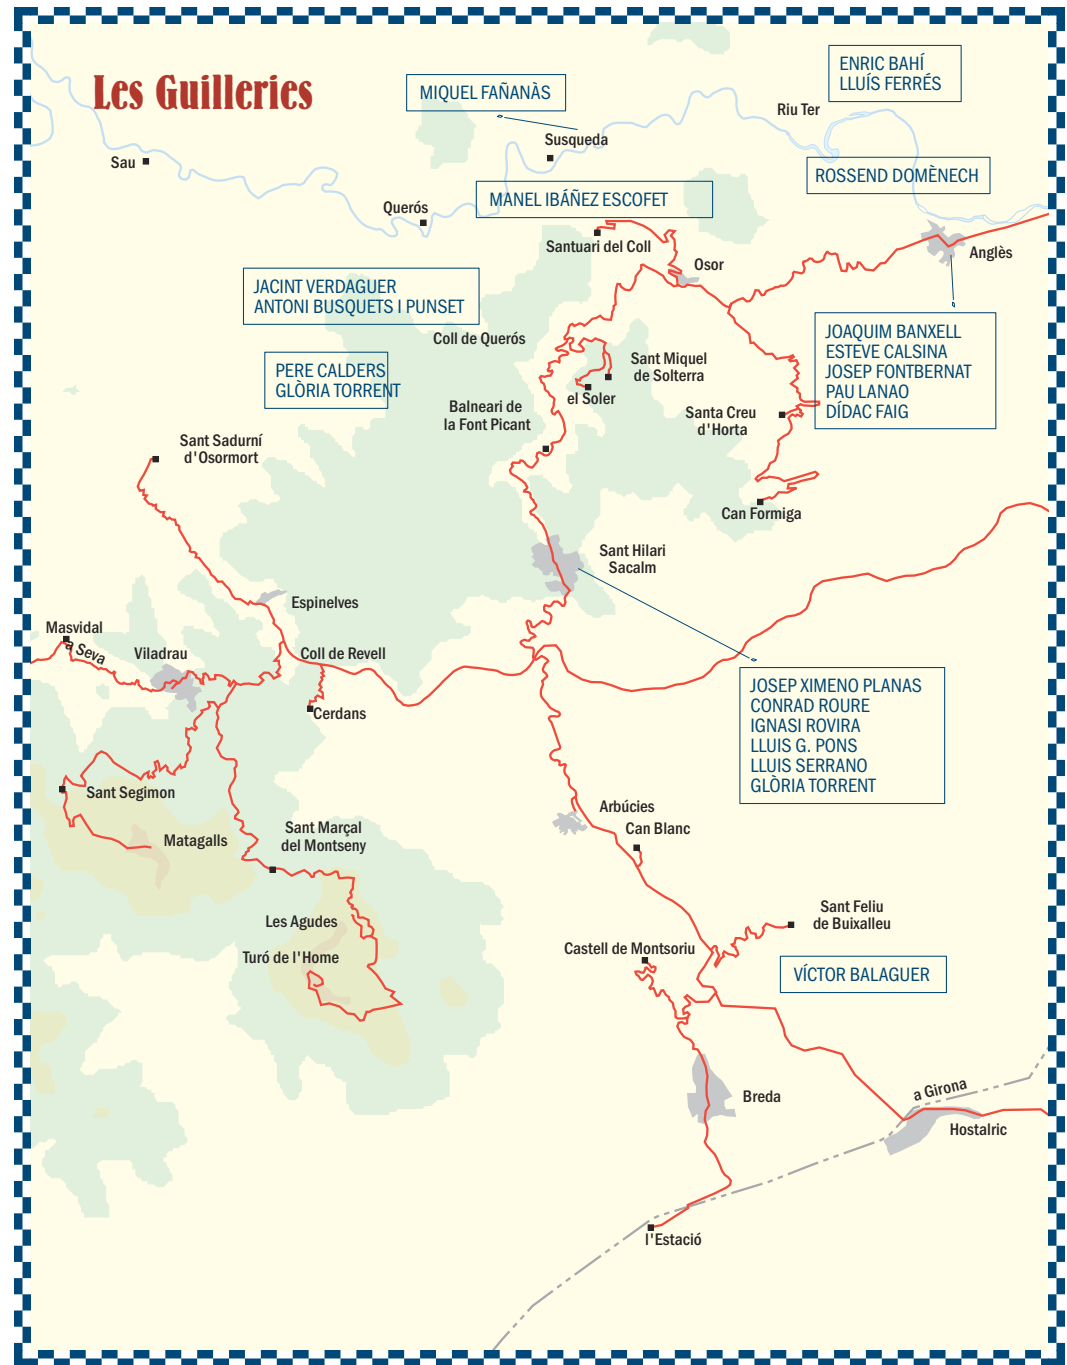 Les Guilleries
ENRIC BAHÍ
LLUÍS FERRÉS
MIQUEL FAÑANÀS
Riu Ter
Susqueda
Sau
ROSSEND DOMÈNECH
MANEL IBÁÑEZ ESCOFET
Querós
Santuari del Coll
Anglès
Osor
JACINT VERDAGUER
ANTONI BUSQUETS I PUNSET
Coll de Querós
JOAQUIM BANXELL
ESTEVE CALSINA
JOSEP FONTBERNAT
PAU LANAO
DÍDAC FAIG
PERE CALDERS
GLÒRIA TORRENT
Sant Miquel
de Solterra
el Soler
Balneari de
la Font Picant
Santa Creu
d'Horta
Sant Sadurní
d'Osormort
Can Formiga
Sant Hilari
Sacalm
Espinelves
Masvidal
a Seva
Viladrau
Coll de Revell
JOSEP XIMENO PLANAS
CONRAD ROURE
IGNASI ROVIRA
LLUIS G. PONS
LLUIS SERRANO
GLÒRIA TORRENT
Cerdans
Sant Segimon
Arbúcies
Can Blanc
Matagalls
Sant Marçal
del Montseny
Sant Feliu
de Buixalleu
Les Agudes
Castell de Montsoriu
Turó de l'Home
VÍCTOR BALAGUER
a Girona
Breda
Hostalric
l'Estació